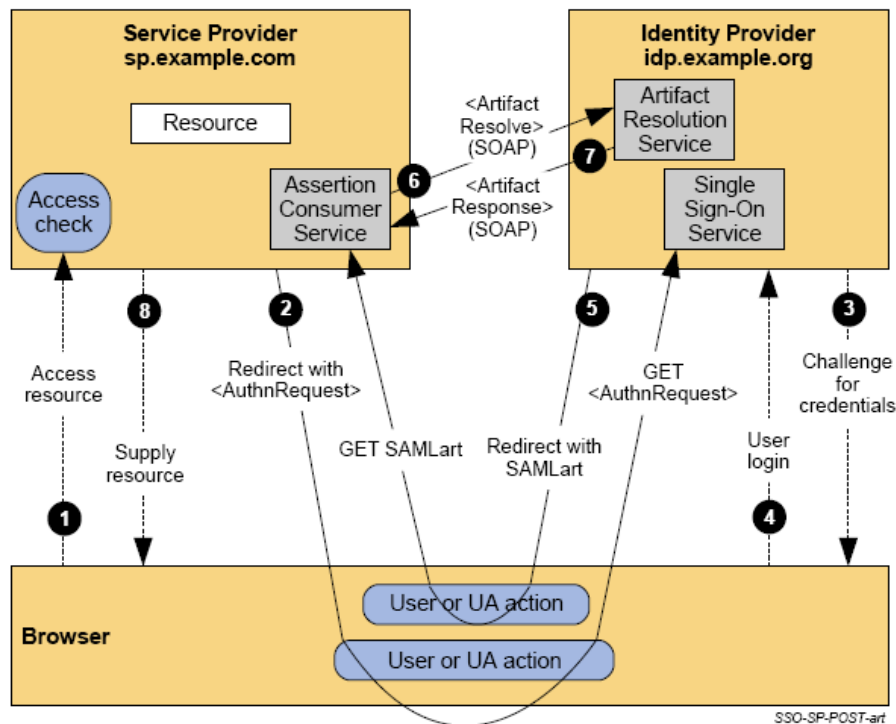 Service Provider
sp.example.com
Identity Provider
idp.example.org
Resource
<Artifact
Resolve>
(SOAP)
Artifact
Resolution
Service
6
7
Access
check
Assertion
Consumer
Service
<Artifact
Response>
(SOAP)
Single
Sign-On
Service
8
2
5
3
Access
resource
Redirect with
<AuthnRequest>
GET
<AuthnRequest>
Challenge
for
credentials
Supply
resource
GET SAMLart
Redirect with
SAMLart
User
login
1
4
User or UA action
Browser
User or UA action
SSO-SP-POST-art